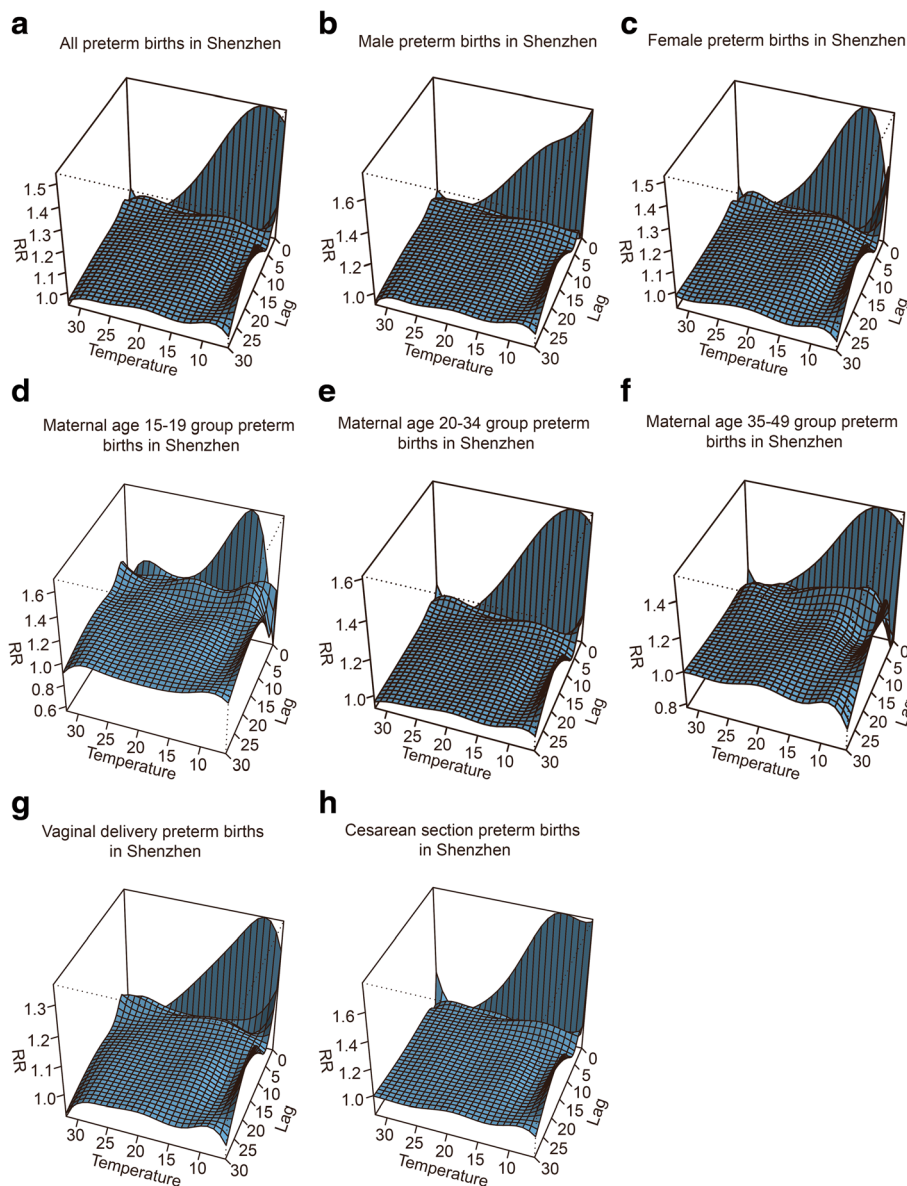 a
All preterm births in Shenzhen
1.5
1.4
1.3
1.2
1.1
1.0
RR
30
25
20
15
10
Temperature
0
5
10
15
20
25
30
Lag
b
Male preterm births in Shenzhen
1.6
1.4
1.2
1.0
RR
30
25
20
15
10
Temperature
0
5
10
15
20
25
30
Lag
c
Female preterm births in Shenzhen
1.5
1.4
1.3
1.2
1.1
1.0
RR
30
25
20
15
10
Temperature
0
5
10
15
20
25
30
Lag
d
Maternal age 15-19 group preterm
births in Shenzhen
1.6
1.4
1.2
1.0
0.8
0.6
RR
30
25
20
15
10
Temperature
0
5
10
15
20
25
30
Lag
e
Maternal age 20-34 group preterm
births in Shenzhen
1.6
1.4
1.2
1.0
RR
30
25
20
15
10
Temperature
0
5
10
15
20
25
30
Lag
f
Maternal age 35-49 group preterm
births in Shenzhen
1.4
1.2
1.0
0.8
RR
30
25
20
15
10
Temperature
0
5
10
15
20
25
30
Lag
g
Vaginal delivery preterm births
in Shenzhen
1.3
1.2
1.1
1.0
RR
30
25
20
15
10
Temperature
0
5
10
15
20
25
30
Lag
h
Cesarean section preterm births
in Shenzhen
1.6
1.4
1.2
1.0
RR
30
25
20
15
10
Temperature
0
5
10
15
20
25
30
Lag